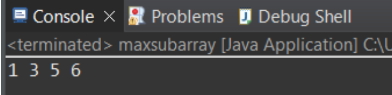 Console Problems Debug Shell
<terminated> maxsubarray [Java Application] C:\U
1 3 5 6